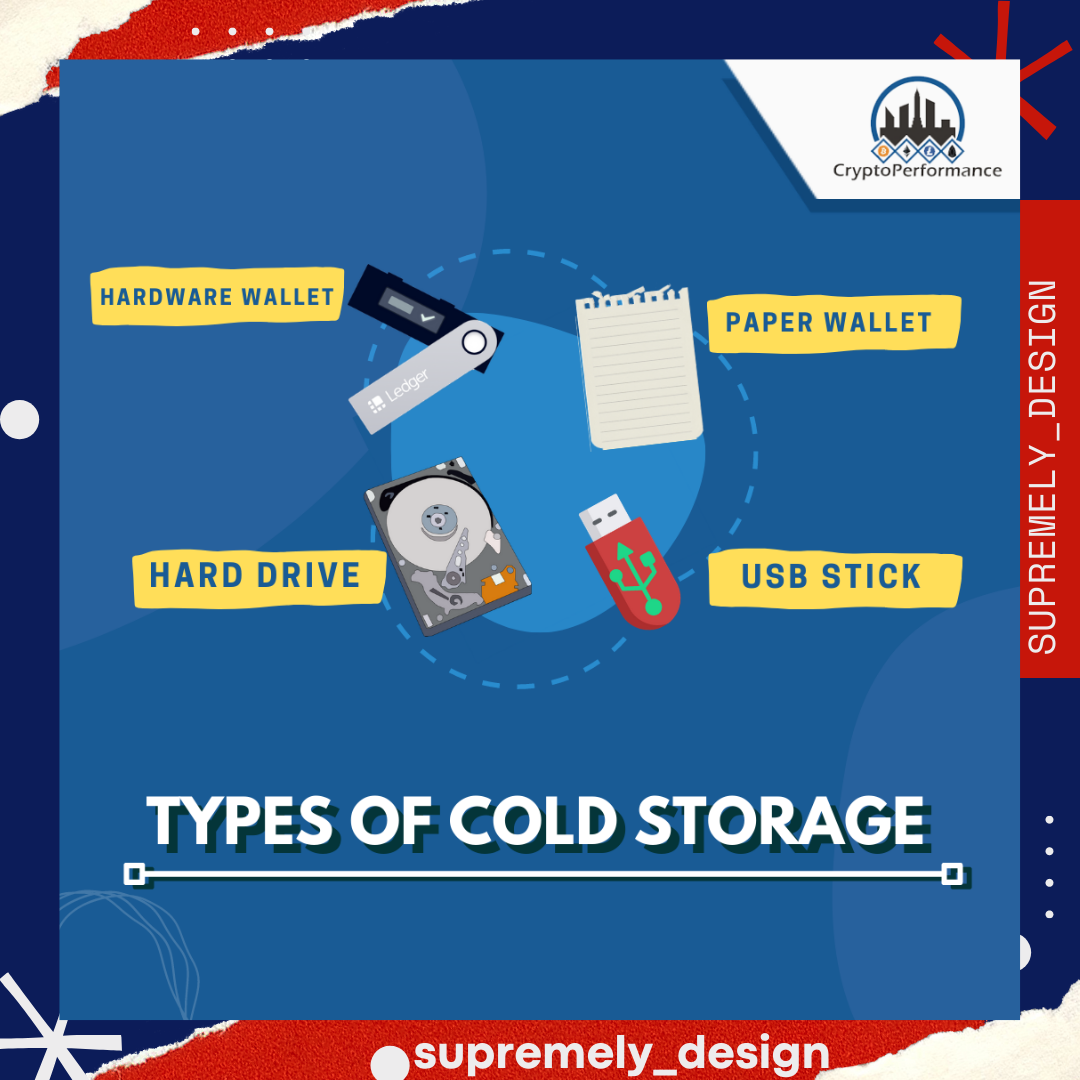 CryptoPerformance
HARDWARE WALLET
PAPER WALLET
Ledger
HARD DRIVE
USB STICK
TYPES OF COLD STORAGE
SUPREMELY_DESIGN
supremely_design